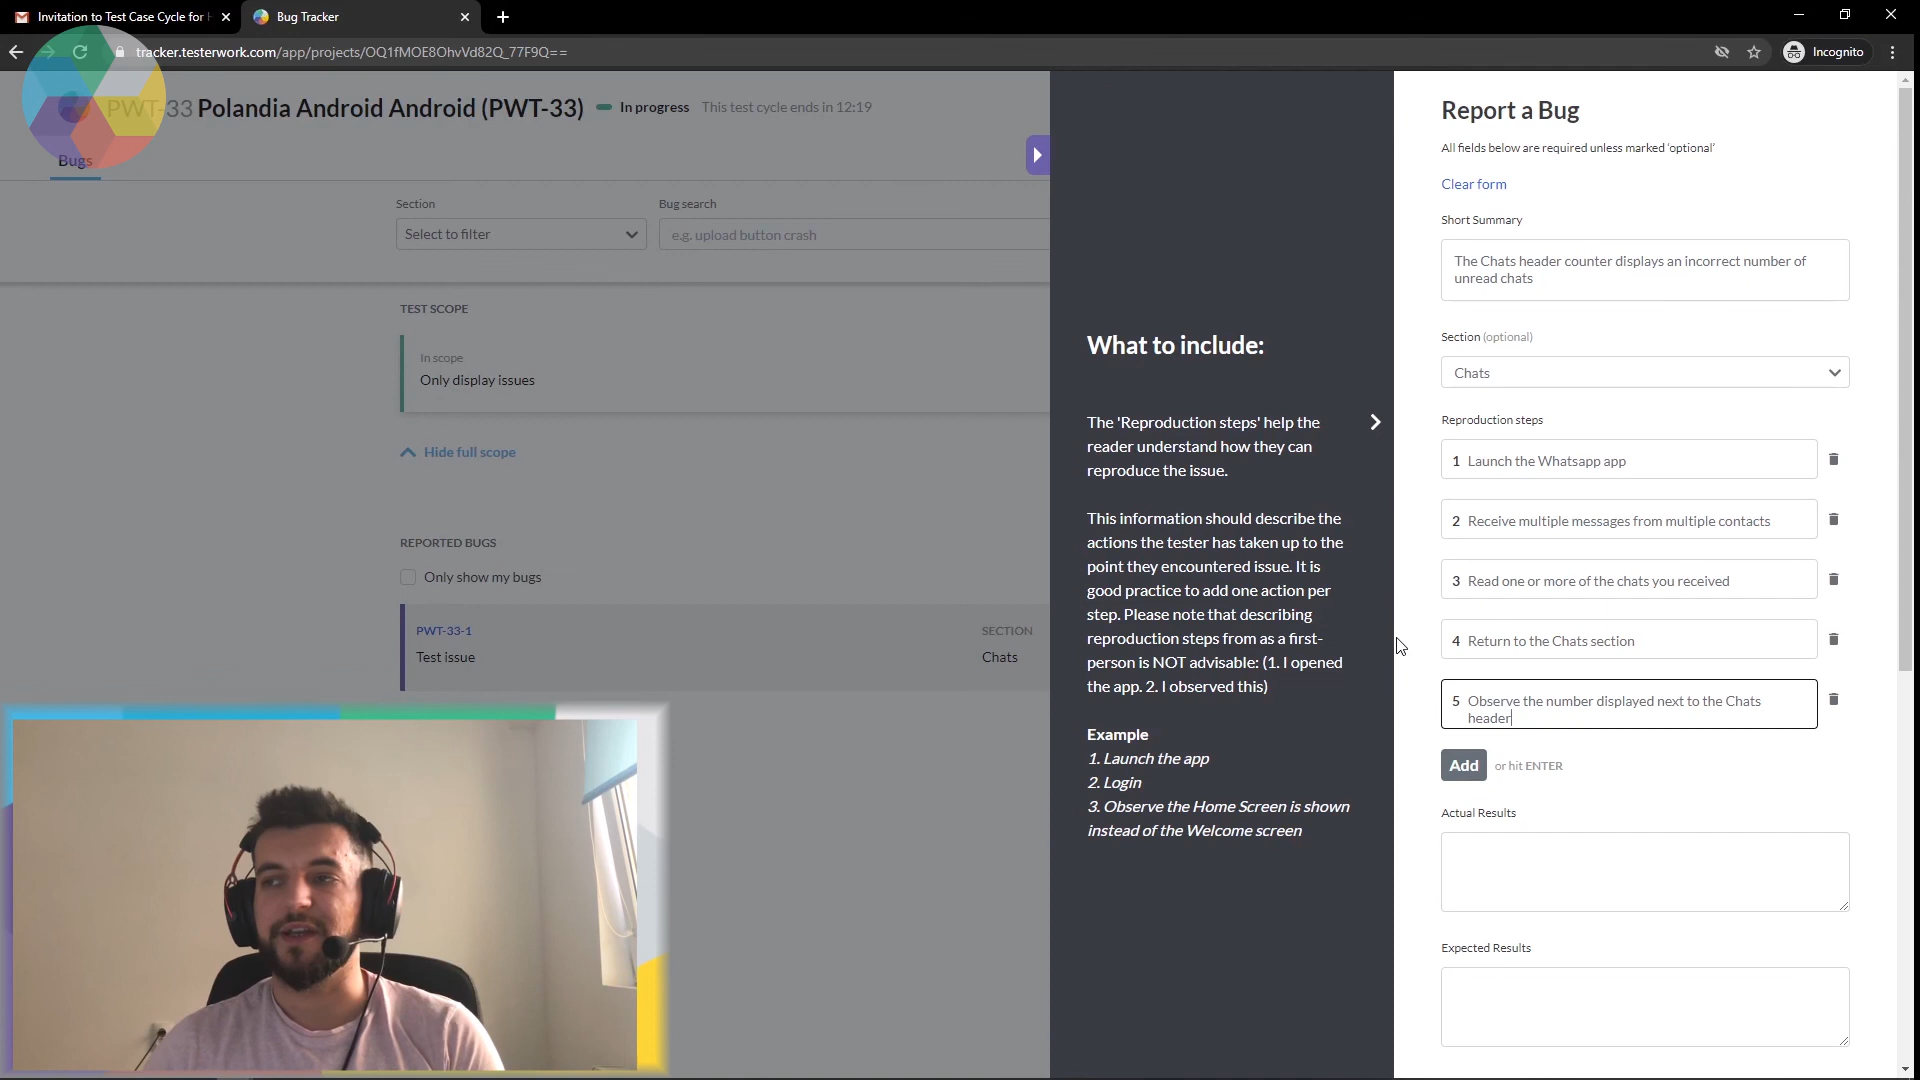 Invitation to Test Case Cycle for
Bug Tracker
tracker.testerwork.com/app/projects/OQ1fMOE8OhvVd82Q_77F9Q==
Incognito
PWT-33 Polandia Android Android (PWT-33)
In progress
This test cycle ends in 12:19
Bugs
Section
Select to filter
Bug search
e.g. upload button crash
TEST SCOPE
In scope
Only display issues
Hide full scope
REPORTED BUGS
Only show my bugs
PWT-33-1
Test issue
SECTION
Chats
What to include:
The 'Reproduction steps' help the
reader understand how they can
reproduce the issue.
This information should describe the
actions the tester has taken up to the
point they encountered issue. It is
good practice to add one action per
step. Please note that describing
reproduction steps from as a first-
person is NOT advisable: (1. I opened
the app. 2. I observed this)
Example
1. Launch the app
2. Login
3. Observe the Home Screen is shown
instead of the Welcome screen
Report a Bug
All fields below are required unless marked ‘optional’
Clear form
Short Summary
The Chats header counter displays an incorrect number of
unread chats
Section (optional)
Chats
Reproduction steps
1 Launch the Whatsapp app
2 Receive multiple messages from multiple contacts
3 Read one or more of the chats you received
4 Return to the Chats section
5 Observe the number displayed next to the Chats
header
Add or hit ENTER
Actual Results
Expected Results